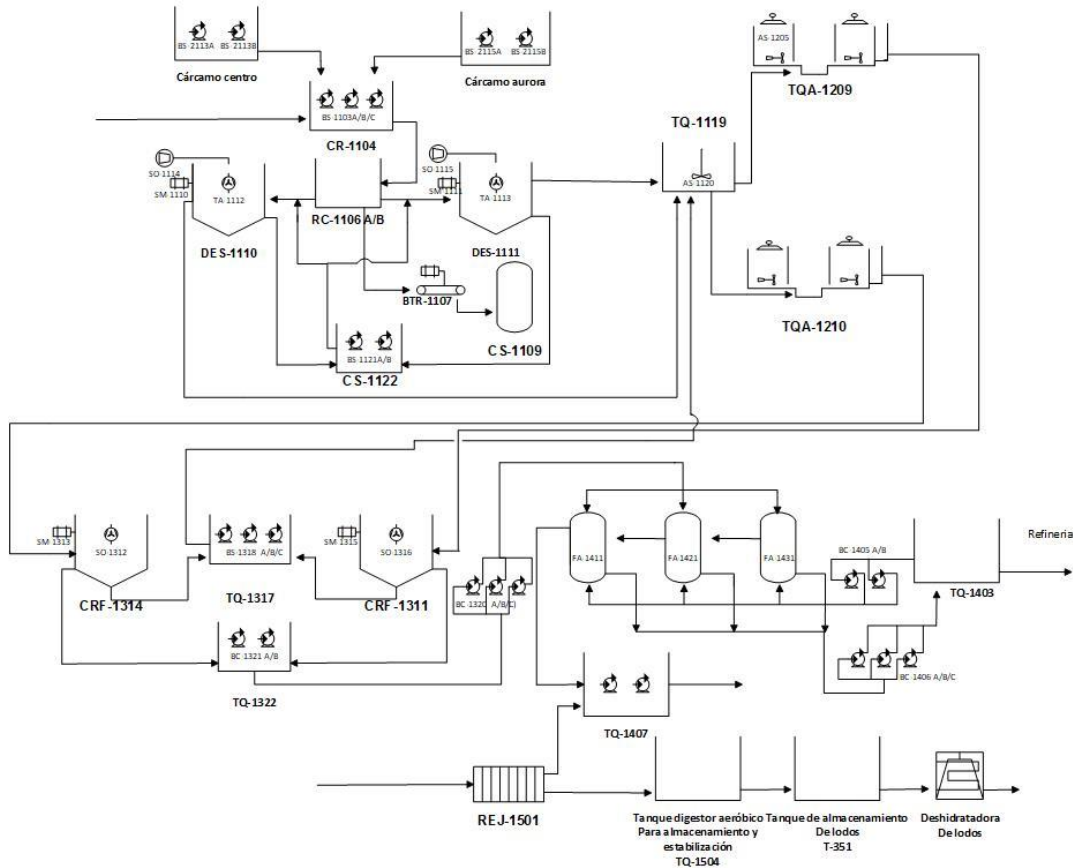 BS 2113A BS 2113B
Cárcamo centro
BS 2115A BS 2115B
Cárcamo aurora
AS 1205
TQA-1209
BS 1103A/B/C
CR-1104
TQ-1119
AS 1120
SO 1114
SM 1110
TA 1112
DES-1110
RC-1106 A/B
SO 1115
SM 1111
TA 1113
DES-1111
BTR-1107
CS-1109
TQA-1210
BS 1121A/B
CS-1122
SM 1313
SO 1312
CRF-1314
BS 1318 A/B/C
TQ-1317
SM 1315
SO 1316
CRF-1311
BC 1320 A/B/C)
FA 1411
FA 1421
FA 1431
BC 1405 A/B
Refineria
TQ-1403
BC 1321 A/B
TQ-1322
BC 1406 A/B/C
TQ-1407
REJ-1501
Tanque digestor aeróbico
Para almacenamiento y
estabilización
TQ-1504
Tanque de almacenamiento
De lodos
T-351
Deshidratadora
De lodos